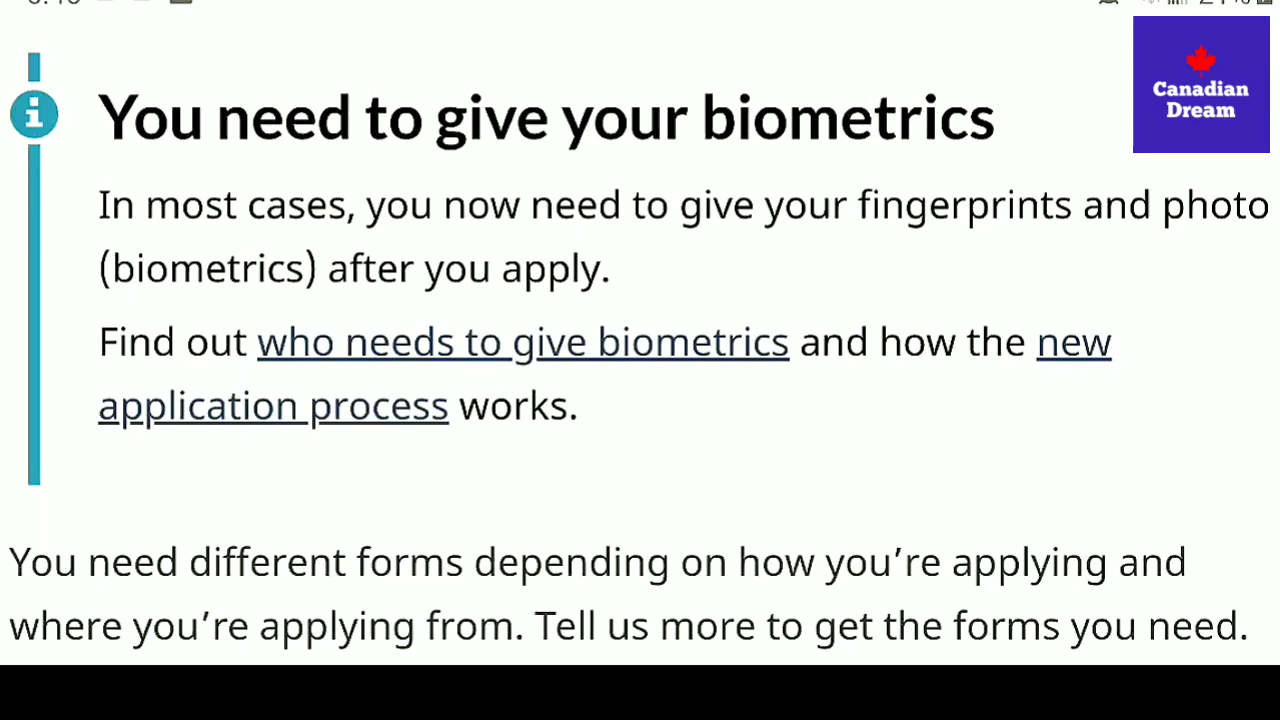 Canadian
Dream
You need to give your biometrics
In most cases, you now need to give your fingerprints and photo
(biometrics) after you apply.
Find out who needs to give biometrics and how the new
application process works.
You need different forms depending on how you’re applying and
where you’re applying from. Tell us more to get the forms you need.